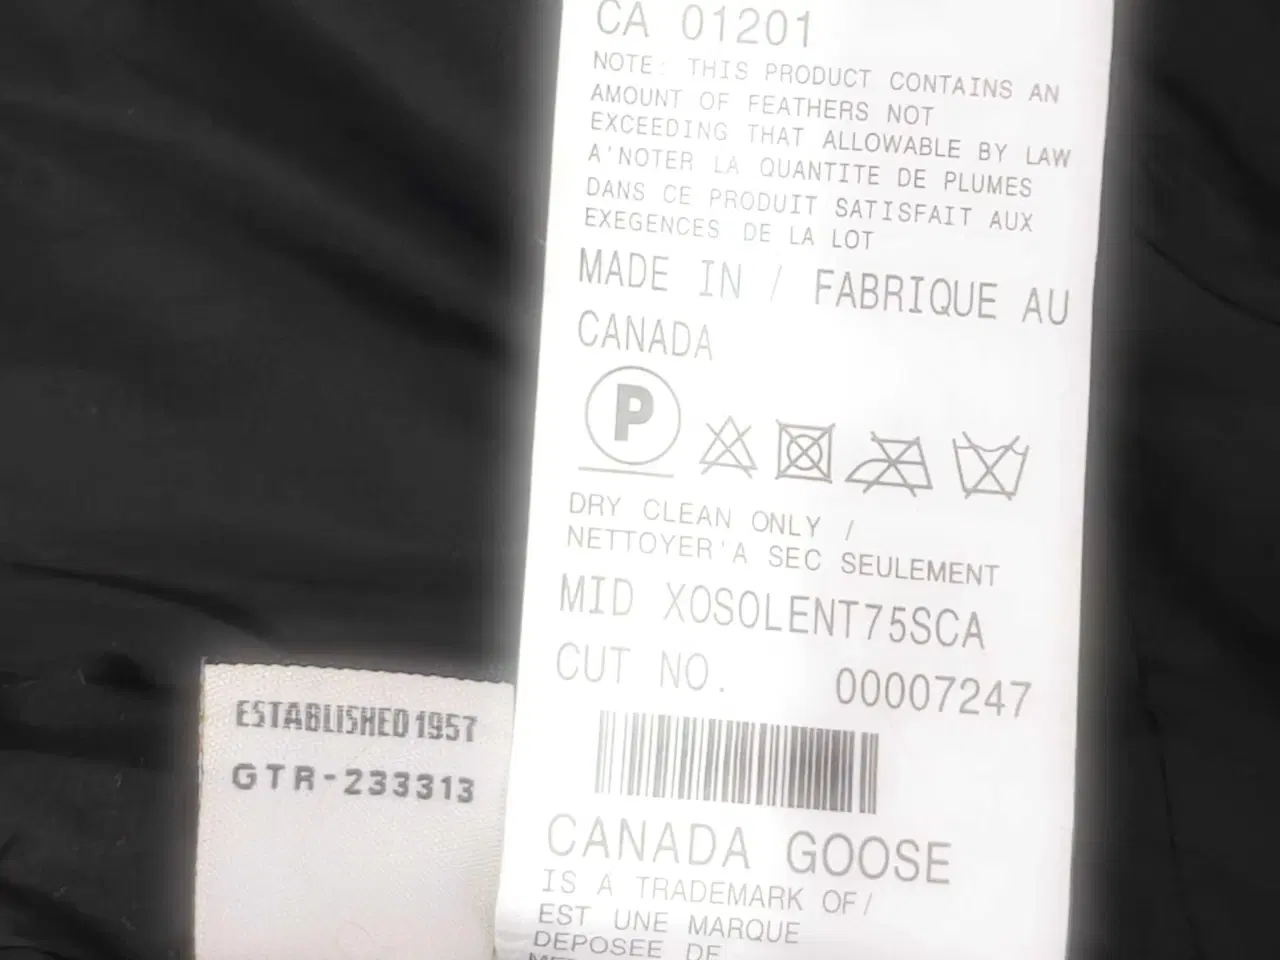 CA 01201
NOTE: THIS PRODUCT CONTAINS AN
AMOUNT OF FEATHERS NOT
EXCEEDING THAT ALLOWABLE BY LAW
A'NOTER LA QUANTITE DE PLUMES
DANS CE PRODUIT SATISFAIT AUX
EXEGENCES DE LA LOT
MADE IN / FABRIQUE AU
CANADA
P
DRY CLEAN ONLY /
NETTOYER'A SEC SEULEMENT
MID XOSOLENT75SCA
CUT NO. 00007247
CANADA GOOSE
IS A TRADEMARK OF/
EST UNE MARQUE
DEPOSEE DE
ESTABLISHED 1957
GTR-233313